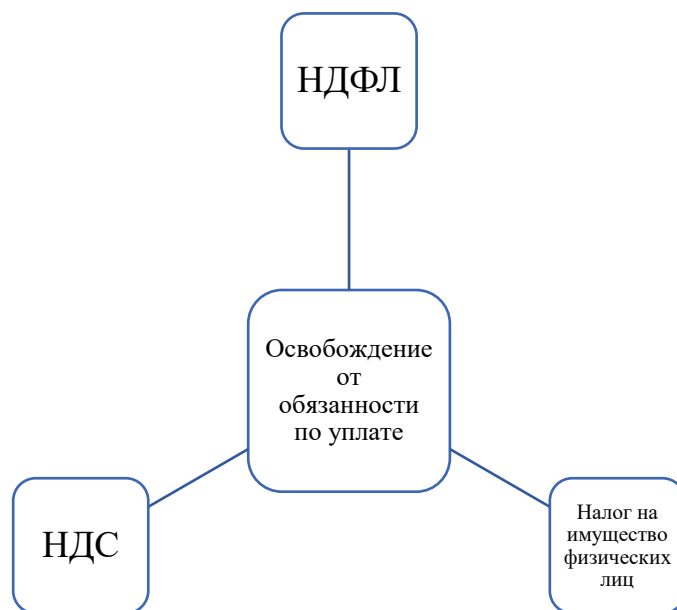 НДФЛ
Освобождение
от
обязанности
по уплате
НДС
Налог на
имущество
физических
лиц